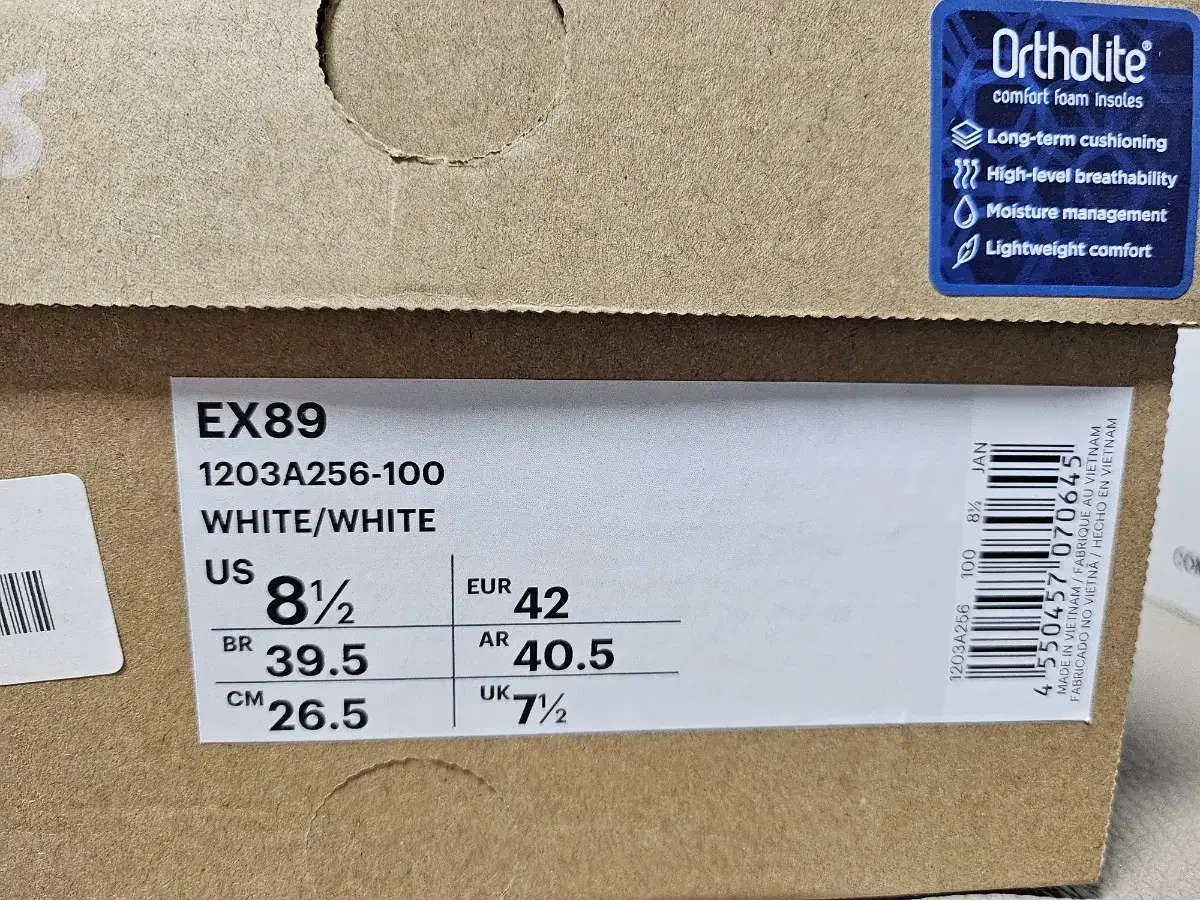 s
Ortholite®
comfort foam insoles
Long-term cushioning
High-level breathability
Moisture management
Lightweight comfort
EX89
1203A256-100
WHITE/WHITE
US 8½
EUR 42
BR 39.5
AR 40.5
CM 26.5
UK 7½
1203A256 100 8½ JAN
4 550457 070645
MADE IN VIETNAM / FABRIQUE AU VIETNAM
FABRICADO NO VIETNÃ / HECHO EN VIETNAM